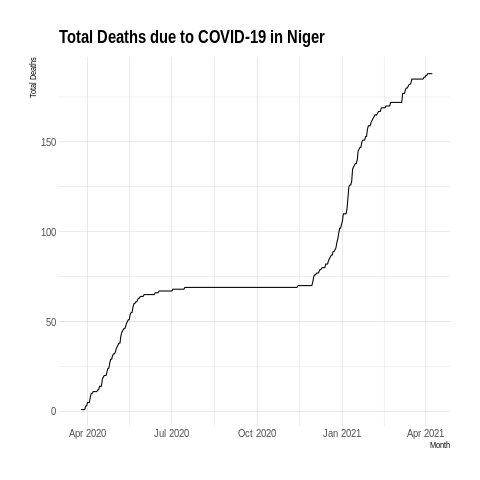 Total Deaths due to COVID-19 in Niger
Total Deaths
150
100
50
0
Apr 2020 Jul 2020 Oct 2020 Jan 2021 Apr 2021
Month